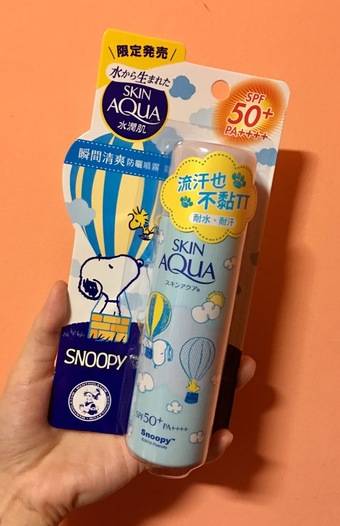 限定発売
水から生まれた
SKIN
AQUA
水潤肌
SPF
50+
PA++++
瞬間清爽防曬噴霧
流汗也
不黏TT
耐水・耐汗
SKIN
AQUA
スキンアクア®
SNOOPY
SPF50+ PA++++
Snoopy™